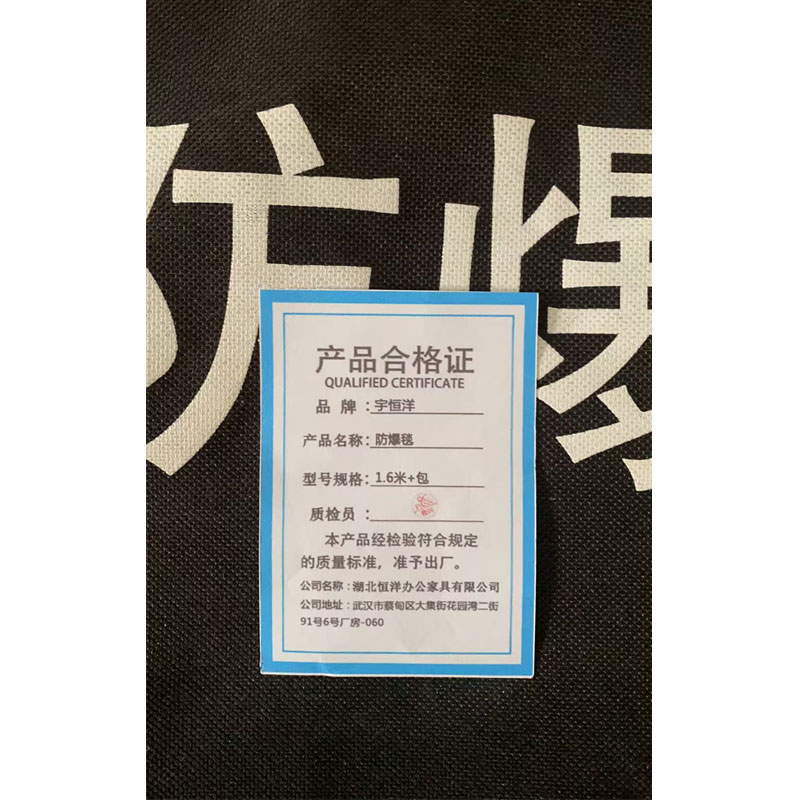 防爆
产品合格证
QUALIFIED CERTIFICATE
品 牌：宇恒洋
产品名称：防爆毯
型号规格：1.6米+包
质检员：
本产品经检验符合规定
的质量标准，准予出厂。
公司名称：湖北恒洋办公家具有限公司
公司地址：武汉市蔡甸区大集街花园湾二街
91号6号厂房-060